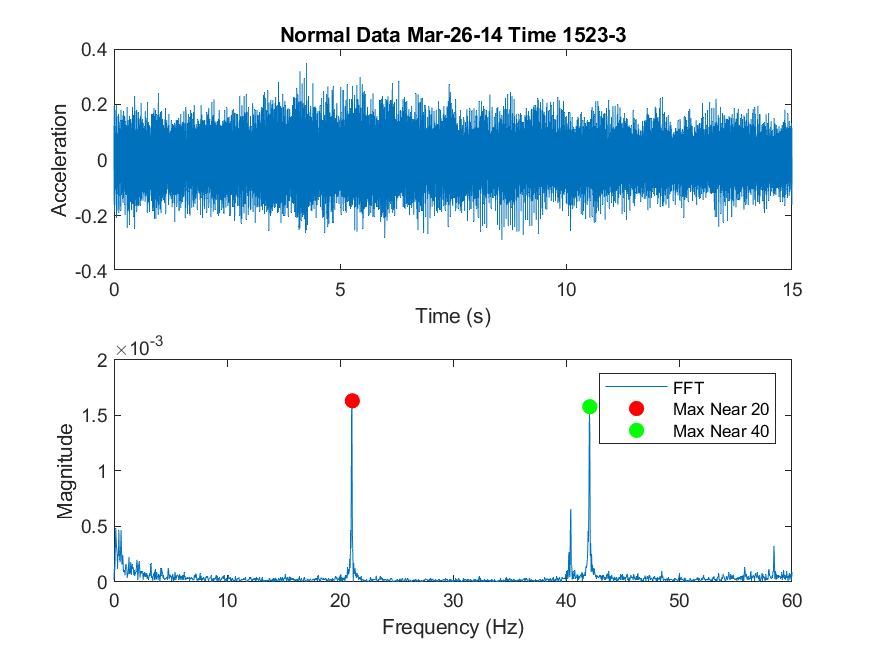 Normal Data Mar-26-14 Time 1523-3
0.4
0.2
0
-0.2
-0.4
Acceleration
0 5 10 15
Time (s)
×10-3
2
1.5
1
0.5
0
Magnitude
FFT
Max Near 20
Max Near 40
0 10 20 30 40 50 60
Frequency (Hz)